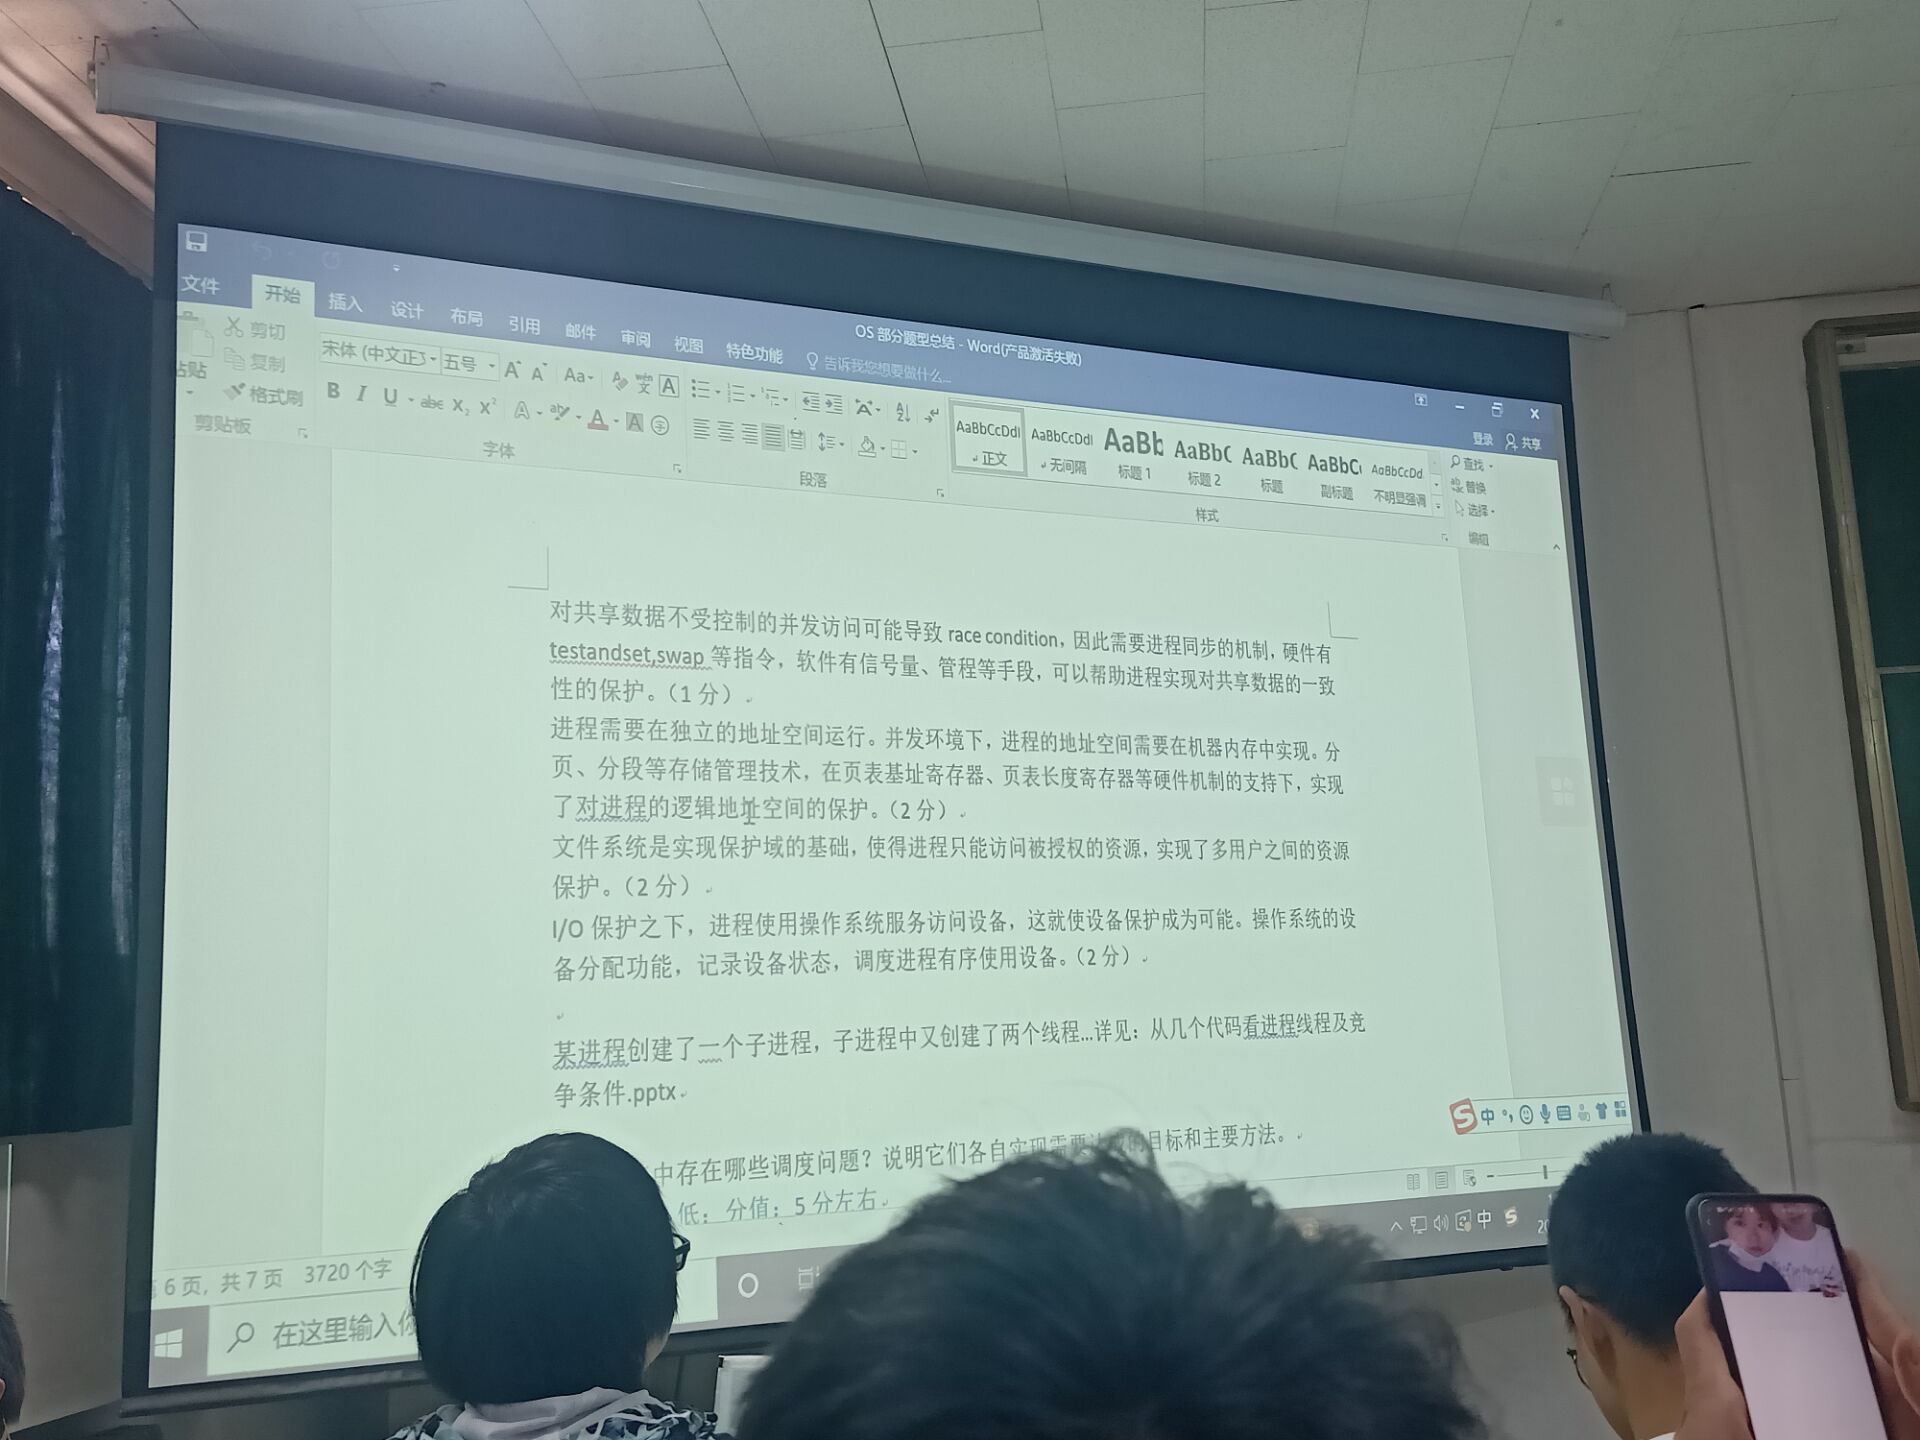 文件 开始 插入 设计 布局 引用 邮件 审阅 视图 特色功能 告诉我您想要做什么...
OS 部分题型总结 - Word(产品激活失败)
登录 共享
粘贴 剪切
复制
格式刷
剪贴板
宋体 (中文正 五号
字体
段落
AaBbCcDdI AaBbCcDdI AaBb AaBbC AaBbC AaBbC AaBbCcDd
正文 无间隔 标题 1 标题 2 标题 副标题 不明显强调
样式
查找
替换
选择
编辑
对共享数据不受控制的并发访问可能导致 race condition，因此需要进程同步的机制，硬件有
testandset,swap 等指令，软件有信号量、管程等手段，可以帮助进程实现对共享数据的一致
性的保护。（1 分）
进程需要在独立的地址空间运行。并发环境下，进程的地址空间需要在机器内存中实现。分
页、分段等存储管理技术，在页表基址寄存器、页表长度寄存器等硬件机制的支持下，实现
了对进程的逻辑地址空间的保护。（2 分）
文件系统是实现保护域的基础，使得进程只能访问被授权的资源，实现了多用户之间的资源
保护。（2 分）
I/O 保护之下，进程使用操作系统服务访问设备，这就使设备保护成为可能。操作系统的设
备分配功能，记录设备状态，调度进程有序使用设备。（2 分）
某进程创建了一个子进程，子进程中又创建了两个线程...详见：从几个代码看进程线程及竞
争条件.pptx
中存在哪些调度问题？说明它们各自实现需要达成的目标和主要方法。
低；分值：5 分左右
中
6 页，共 7 页 3720 个字
在这里输入你
中